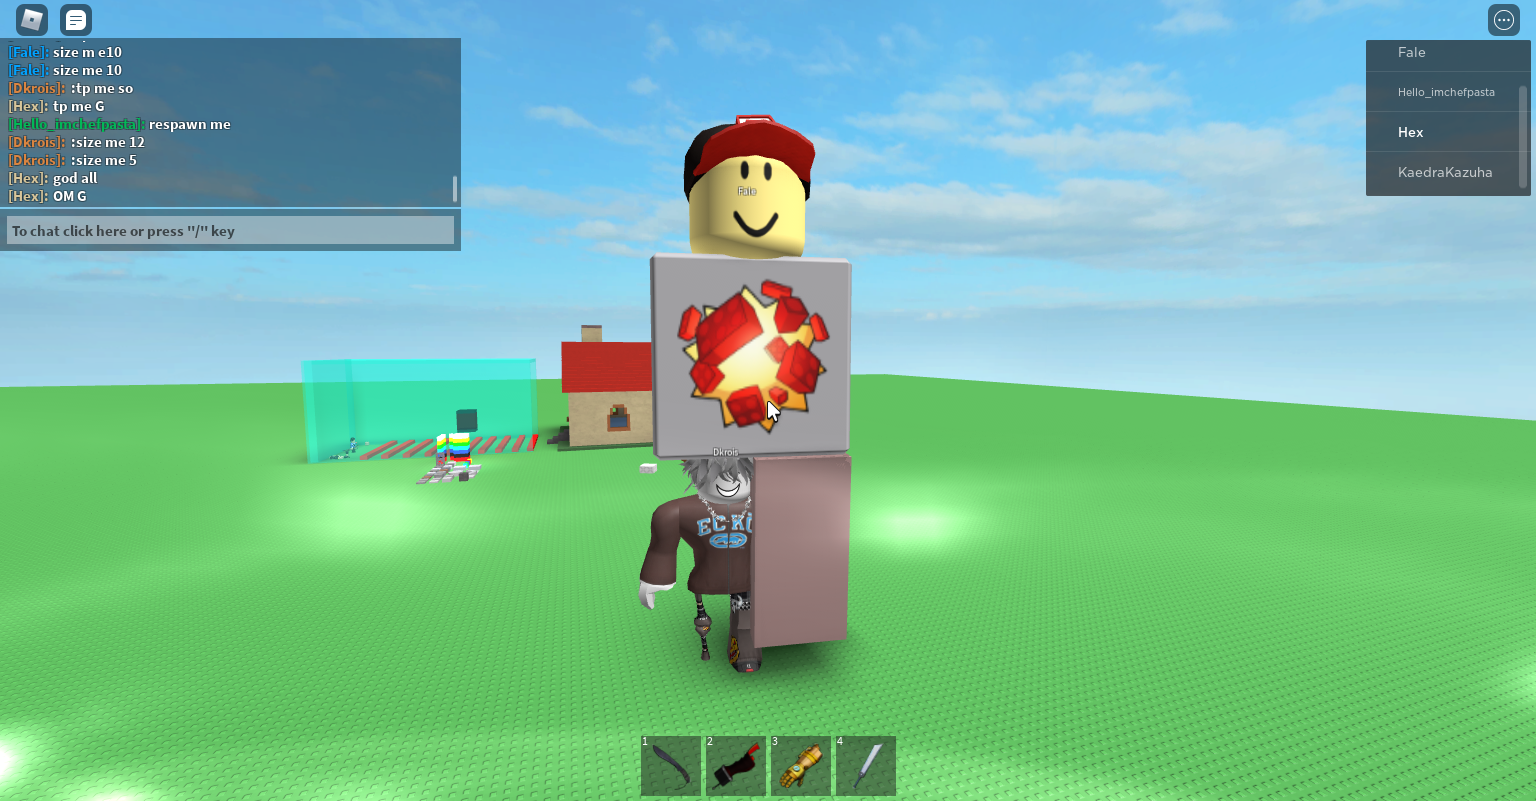 [Fale]: size m e10
[Fale]: size me 10
[Dkrois]: :tp me so
[Hex]: tp me G
[Hello_imchefpasta]: respawn me
[Dkrois]: :size me 12
[Dkrois]: :size me 5
[Hex]: god all
[Hex]: OM G
To chat click here or press "/" key
Fale
Hello_imchefpasta
Hex
KaedraKazuha
Fale
Dkrois
1 2 3 4